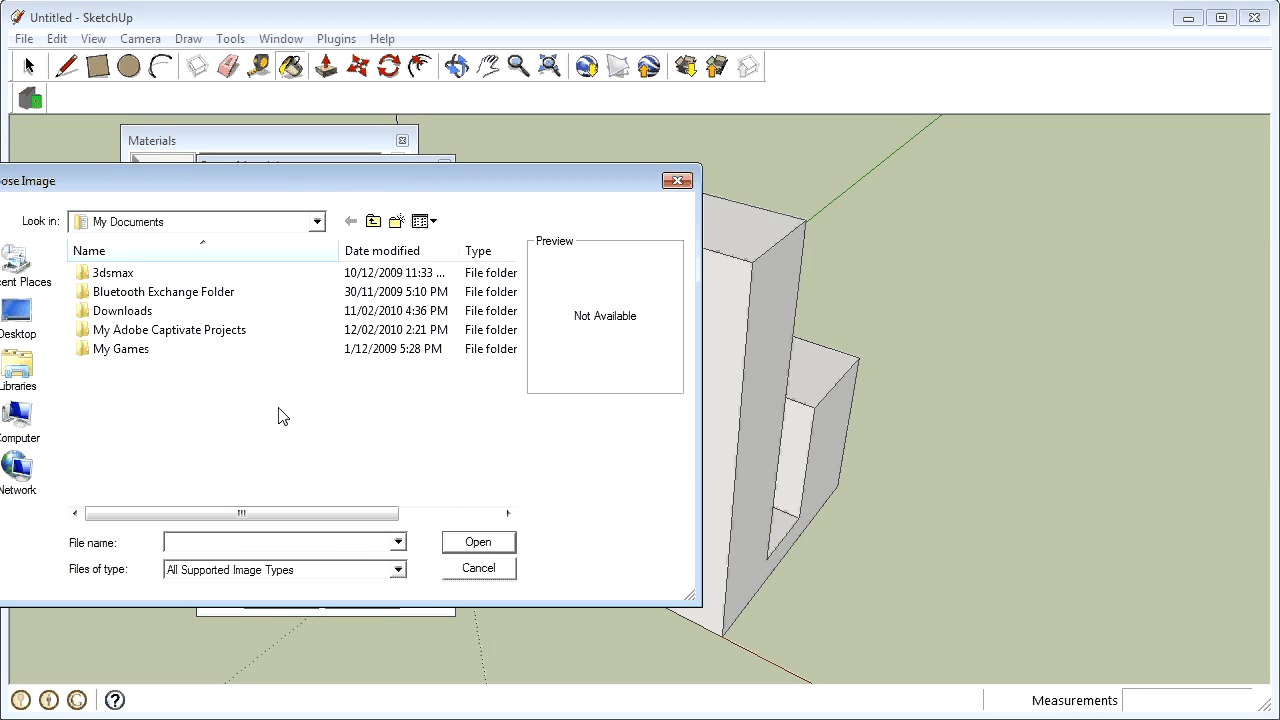 Untitled - SketchUp
File Edit View Camera Draw Tools Window Plugins Help
Materials
ose Image
Look in: My Documents
Name Date modified Type
Preview
3dsmax 10/12/2009 11:33 ... File folder
Bluetooth Exchange Folder 30/11/2009 5:10 PM File folder
Downloads 11/02/2010 4:36 PM File folder
My Adobe Captivate Projects 12/02/2010 2:21 PM File folder
My Games 1/12/2009 5:28 PM File folder
Not Available
cent Places
Desktop
Libraries
Computer
Network
File name: Open
Files of type: All Supported Image Types Cancel
Measurements